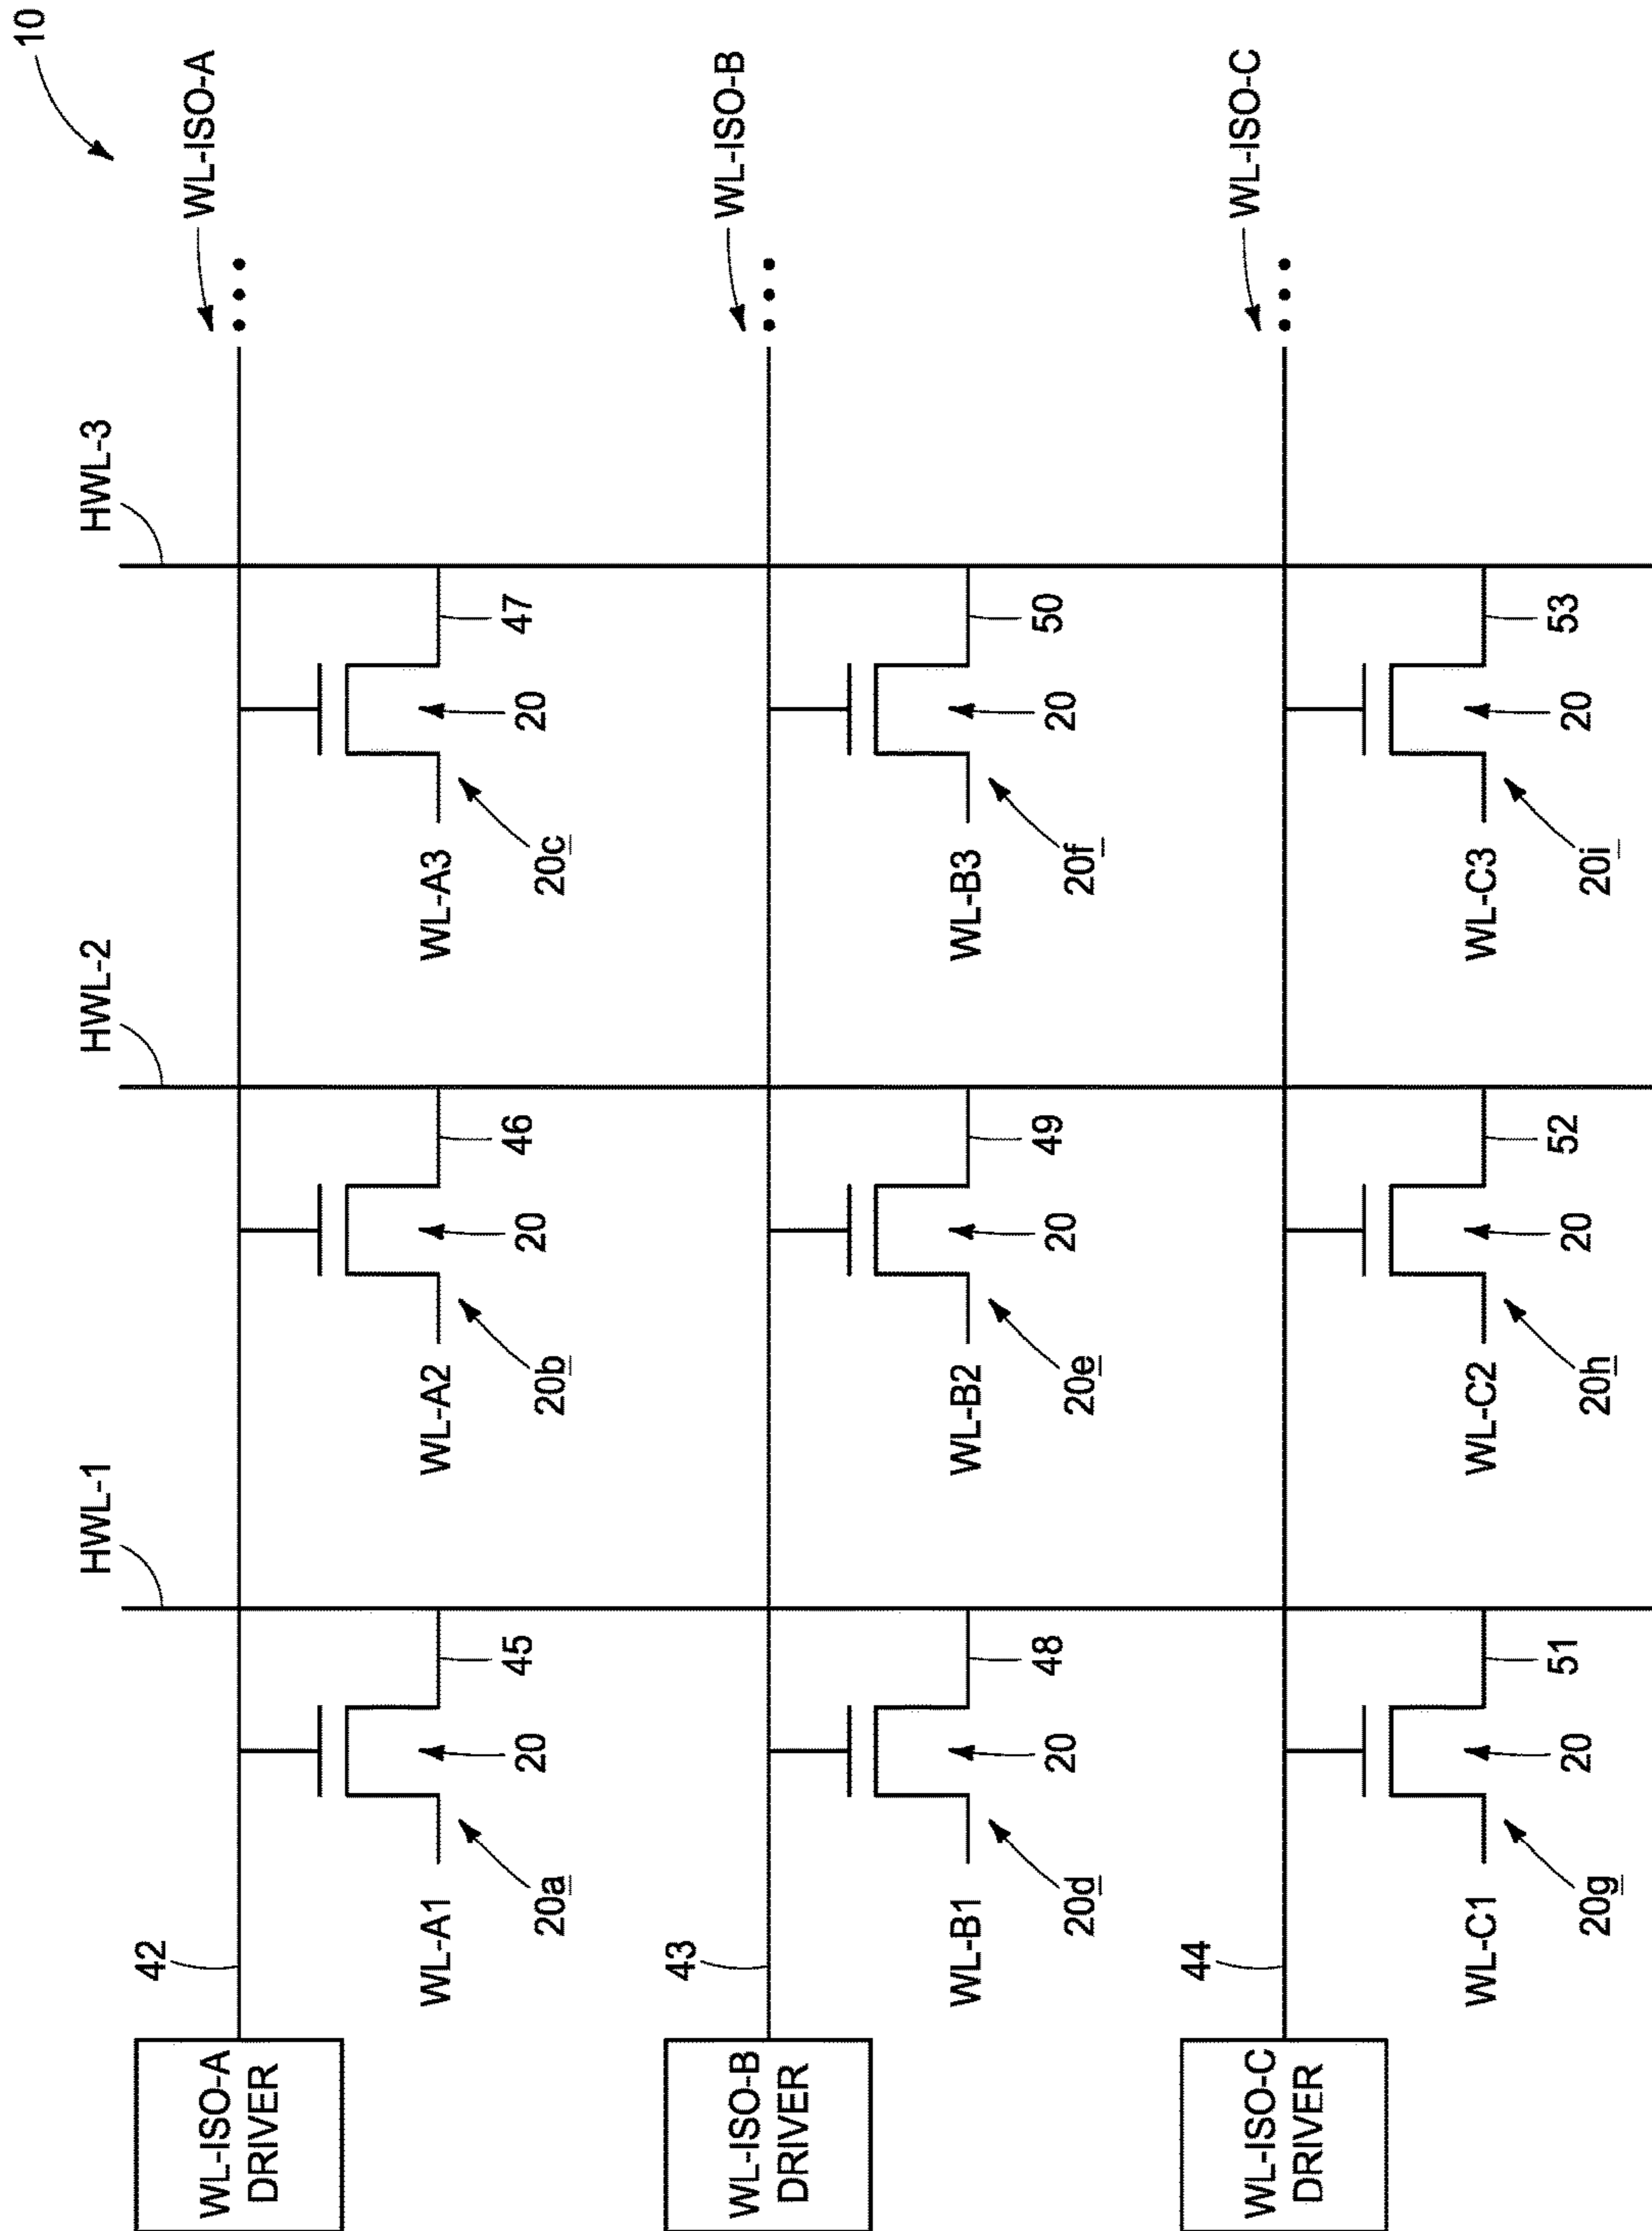 10
HWL-1
HWL-2
HWL-3
WL-ISO-A
DRIVER
42
WL-ISO-A
WL-A1
20a
20
45
WL-A2
20b
20
46
WL-A3
20c
20
47
WL-ISO-B
DRIVER
43
WL-ISO-B
WL-B1
20d
20
48
WL-B2
20e
20
49
WL-B3
20f
20
50
WL-ISO-C
DRIVER
44
WL-ISO-C
WL-C1
20g
20
51
WL-C2
20h
20
52
WL-C3
20i
20
53